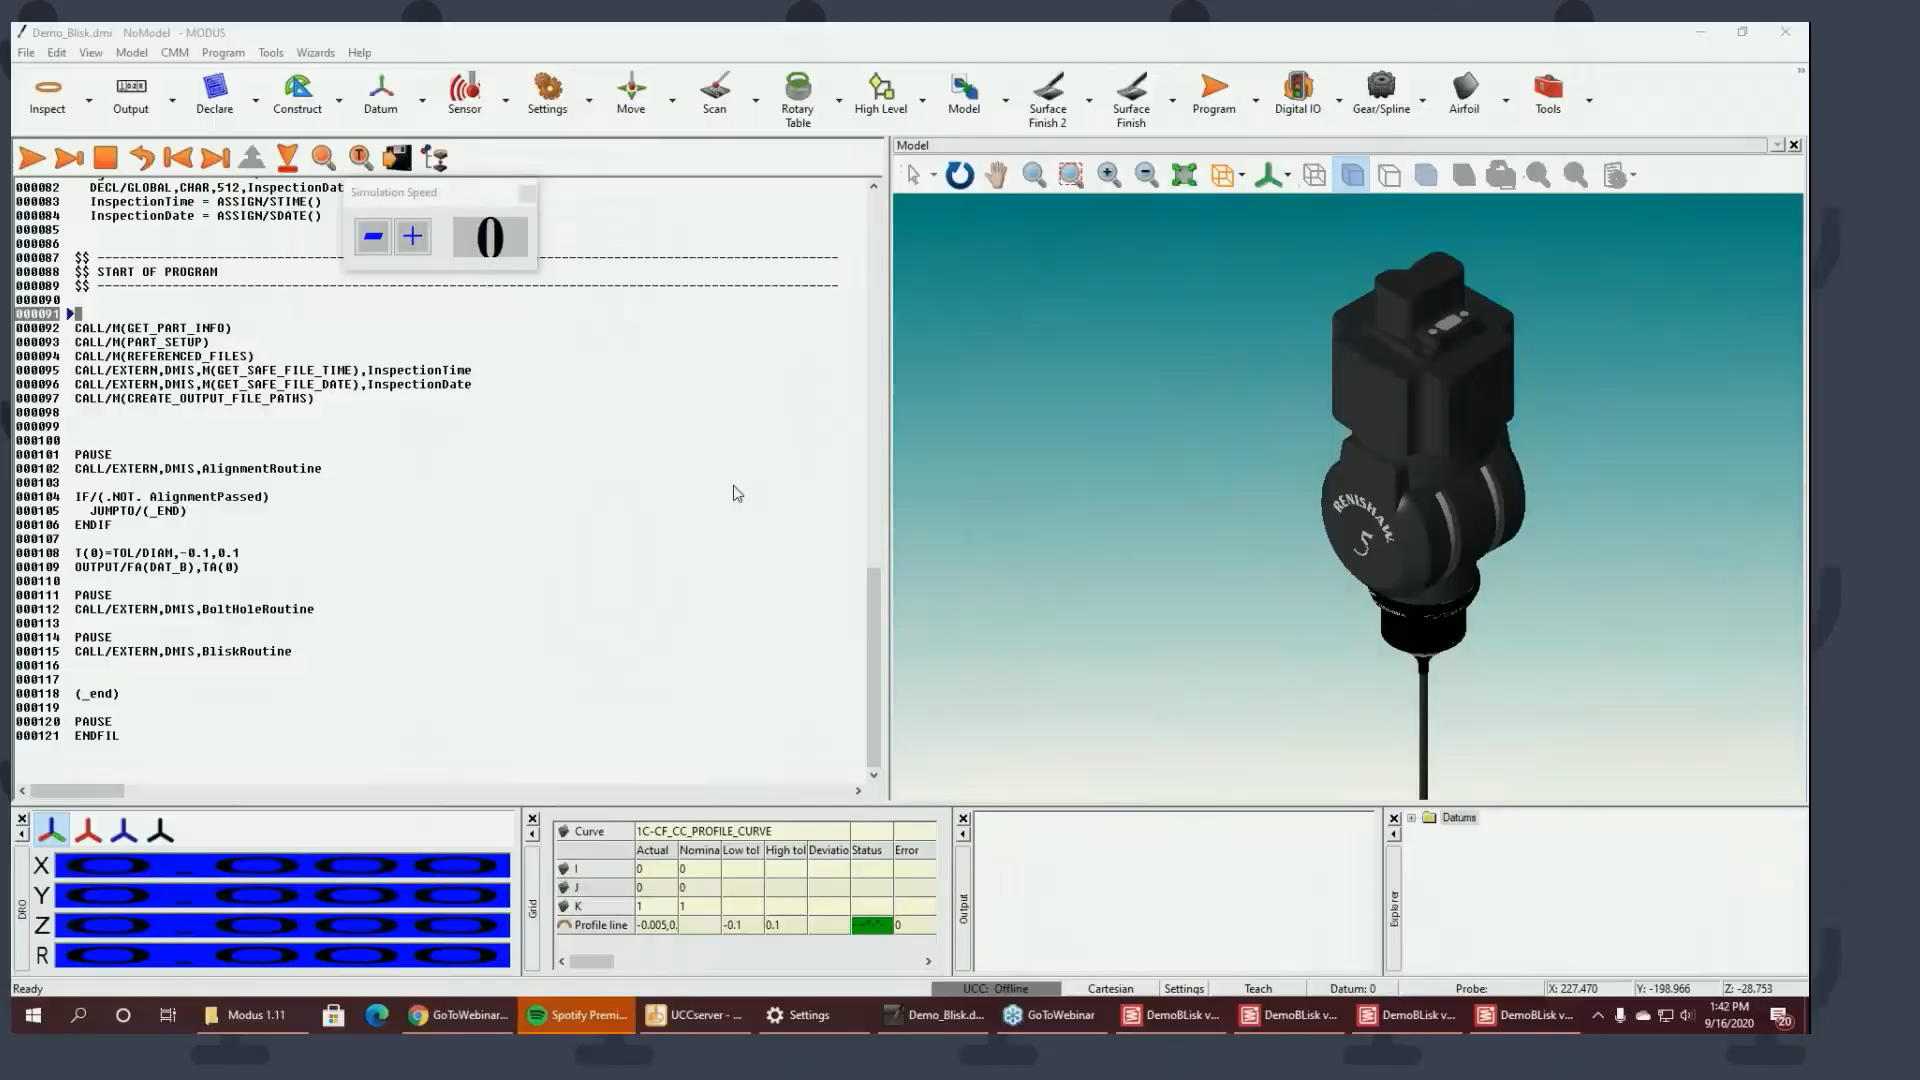 Demo_Blisk.dmi NoModel - MODUS
File Edit View Model CMM Program Tools Xforms Wizards Help
Inspect Output Declare Construct Datum Sensor Settings Move Scan Rotary Table High Level Model Surface Finish 2 Surface Finish Program Digital IO Gear/Spline Airfoil Tools
Model
Simulation Speed
0
000082 DECL/GLOBAL,CHAR,512,InspectionDat
000083 InspectionTime = ASSIGN/STIME()
000084 InspectionDate = ASSIGN/SDATE()
000085
000086
000087 $$ ----------------------------------------------------------------
000088 $$ START OF PROGRAM
000089 $$ ----------------------------------------------------------------
000090
000091
000092 CALL/M(GET_PART_INFO)
000093 CALL/M(PART_SETUP)
000094 CALL/M(REFERENCED_FILES)
000095 CALL/EXTERN,DMIS,M(GET_SAFE_FILE_TIME),InspectionTime
000096 CALL/EXTERN,DMIS,M(GET_SAFE_FILE_DATE),InspectionDate
000097 CALL/M(CREATE_OUTPUT_FILE_PATHS)
000098
000099
000100
000101 PAUSE
000102 CALL/EXTERN,DMIS,AlignmentRoutine
000103
000104 IF/(.NOT. AlignmentPassed)
000105 JUMPTO/(_END)
000106 ENDIF
000107
000108 T(0)=TOL/DIAM,-0.1,0.1
000109 OUTPUT/FA(DAT_B),TA(0)
000110
000111 PAUSE
000112 CALL/EXTERN,DMIS,BoltHoleRoutine
000113
000114 PAUSE
000115 CALL/EXTERN,DMIS,BliskRoutine
000116
000117
000118 (_end)
000119
000120 PAUSE
000121 ENDFIL
RENISHAW
5
DRO
X 0_000
Y 0_000
Z 0_000
R 0_000
Grid
Curve 1C-CF_CC_PROFILE_CURVE
Actual Nomina Low tol High tol Deviatio Status Error
I 0 0
J 0 0
K 1 1
Profile line -0.005,0. -0.1 0.1 0
Output
Explorer
Datums
Ready UCC: Offline Cartesian Settings Teach Datum: 0 Probe: X: 227.470 Y: -198.966 Z: -28.753
Modus 1.11 GoToWebinar... Spotify Premi... UCCserver - ... Settings Demo_Blisk.d... GoToWebinar DemoBLisk v... DemoBLisk v... DemoBLisk v... DemoBLisk v... 1:42 PM
9/16/2020
20